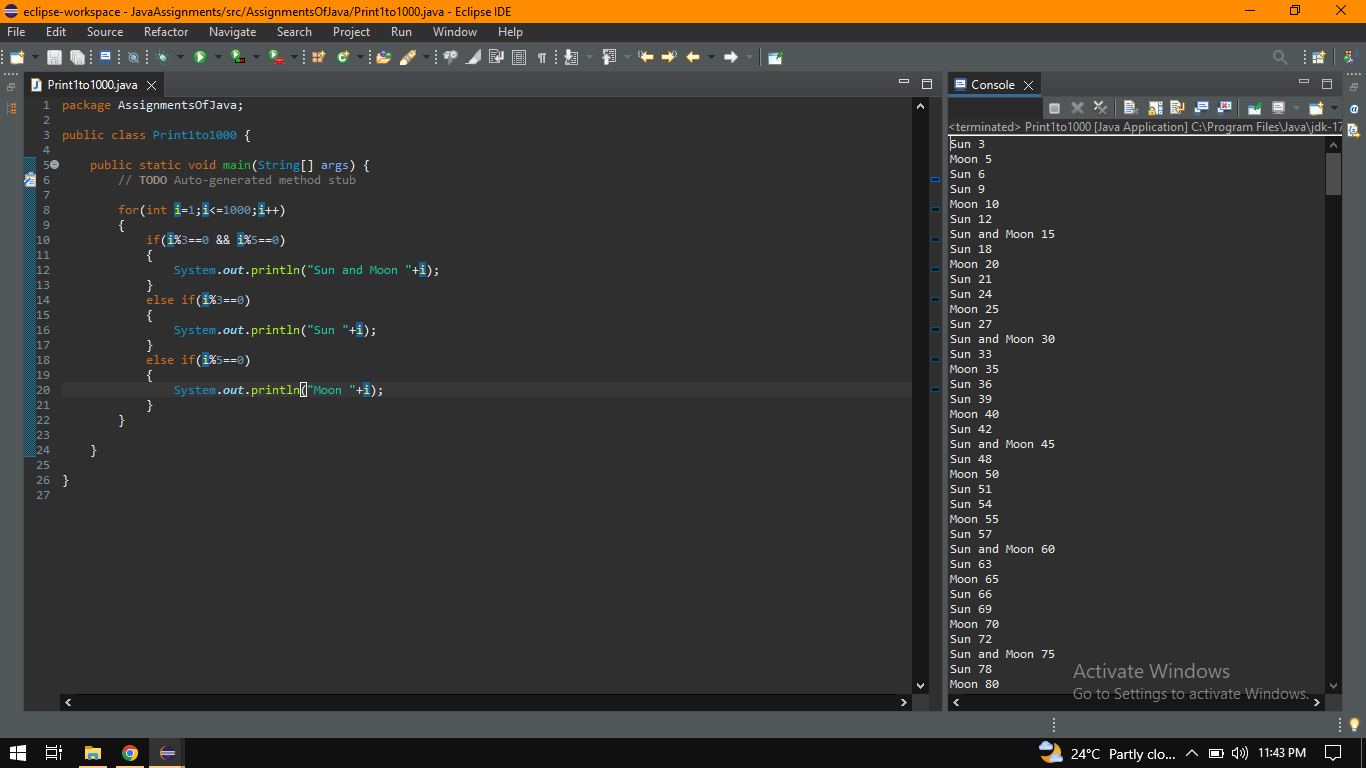 eclipse-workspace - JavaAssignments/src/AssignmentsOfJava/Print1to1000.java - Eclipse IDE
File Edit Source Refactor Navigate Search Project Run Window Help
Print1to1000.java
1 package AssignmentsOfJava;
2
3 public class Print1to1000 {
4
5 public static void main(String[] args) {
6 // TODO Auto-generated method stub
7
8 for(int i=1;i<=1000;i++)
9 {
10 if(i%3==0 && i%5==0)
11 {
12 System.out.println("Sun and Moon "+i);
13 }
14 else if(i%3==0)
15 {
16 System.out.println("Sun "+i);
17 }
18 else if(i%5==0)
19 {
20 System.out.println("Moon "+i);
21 }
22 }
23
24 }
25
26 }
27
Console
<terminated> Print1to1000 [Java Application] C:\Program Files\Java\jdk-17
Sun 3
Moon 5
Sun 6
Sun 9
Moon 10
Sun 12
Sun and Moon 15
Sun 18
Moon 20
Sun 21
Sun 24
Moon 25
Sun 27
Sun and Moon 30
Sun 33
Moon 35
Sun 36
Sun 39
Moon 40
Sun 42
Sun and Moon 45
Sun 48
Moon 50
Sun 51
Sun 54
Moon 55
Sun 57
Sun and Moon 60
Sun 63
Moon 65
Sun 66
Sun 69
Moon 70
Sun 72
Sun and Moon 75
Sun 78
Moon 80
Activate Windows
Go to Settings to activate Windows.
24°C Partly clo... 11:43 PM